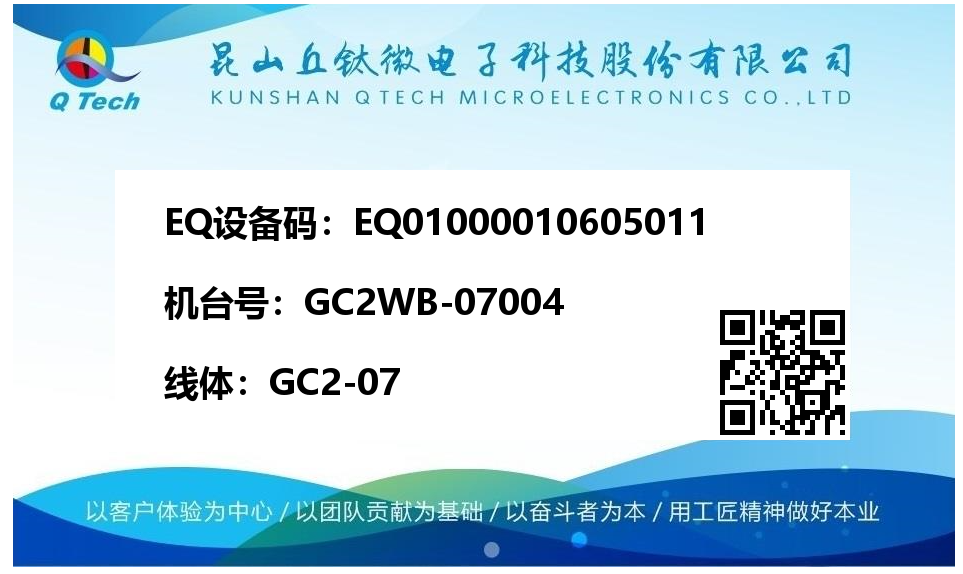 Q Tech
昆山丘钛微电子科技股份有限公司
KUNSHAN Q TECH MICROELECTRONICS CO.,LTD
EQ设备码：EQ01000010605011
机台号：GC2WB-07004
线体：GC2-07
以客户体验为中心 / 以团队贡献为基础 / 以奋斗者为本 / 用工匠精神做好本业